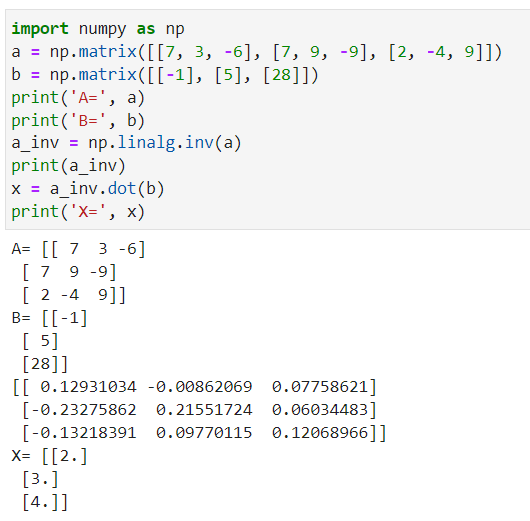 import numpy as np
a = np.matrix([[7, 3, -6], [7, 9, -9], [2, -4, 9]])
b = np.matrix([[-1], [5], [28]])
print('A=', a)
print('B=', b)
a_inv = np.linalg.inv(a)
print(a_inv)
x = a_inv.dot(b)
print('X=', x)
A= [[ 7  3 -6]
 [ 7  9 -9]
 [ 2 -4  9]]
B= [[-1]
 [ 5]
 [28]]
[[ 0.12931034 -0.00862069  0.07758621]
 [-0.23275862  0.21551724  0.06034483]
 [-0.13218391  0.09770115  0.12068966]]
X= [[2.]
 [3.]
 [4.]]